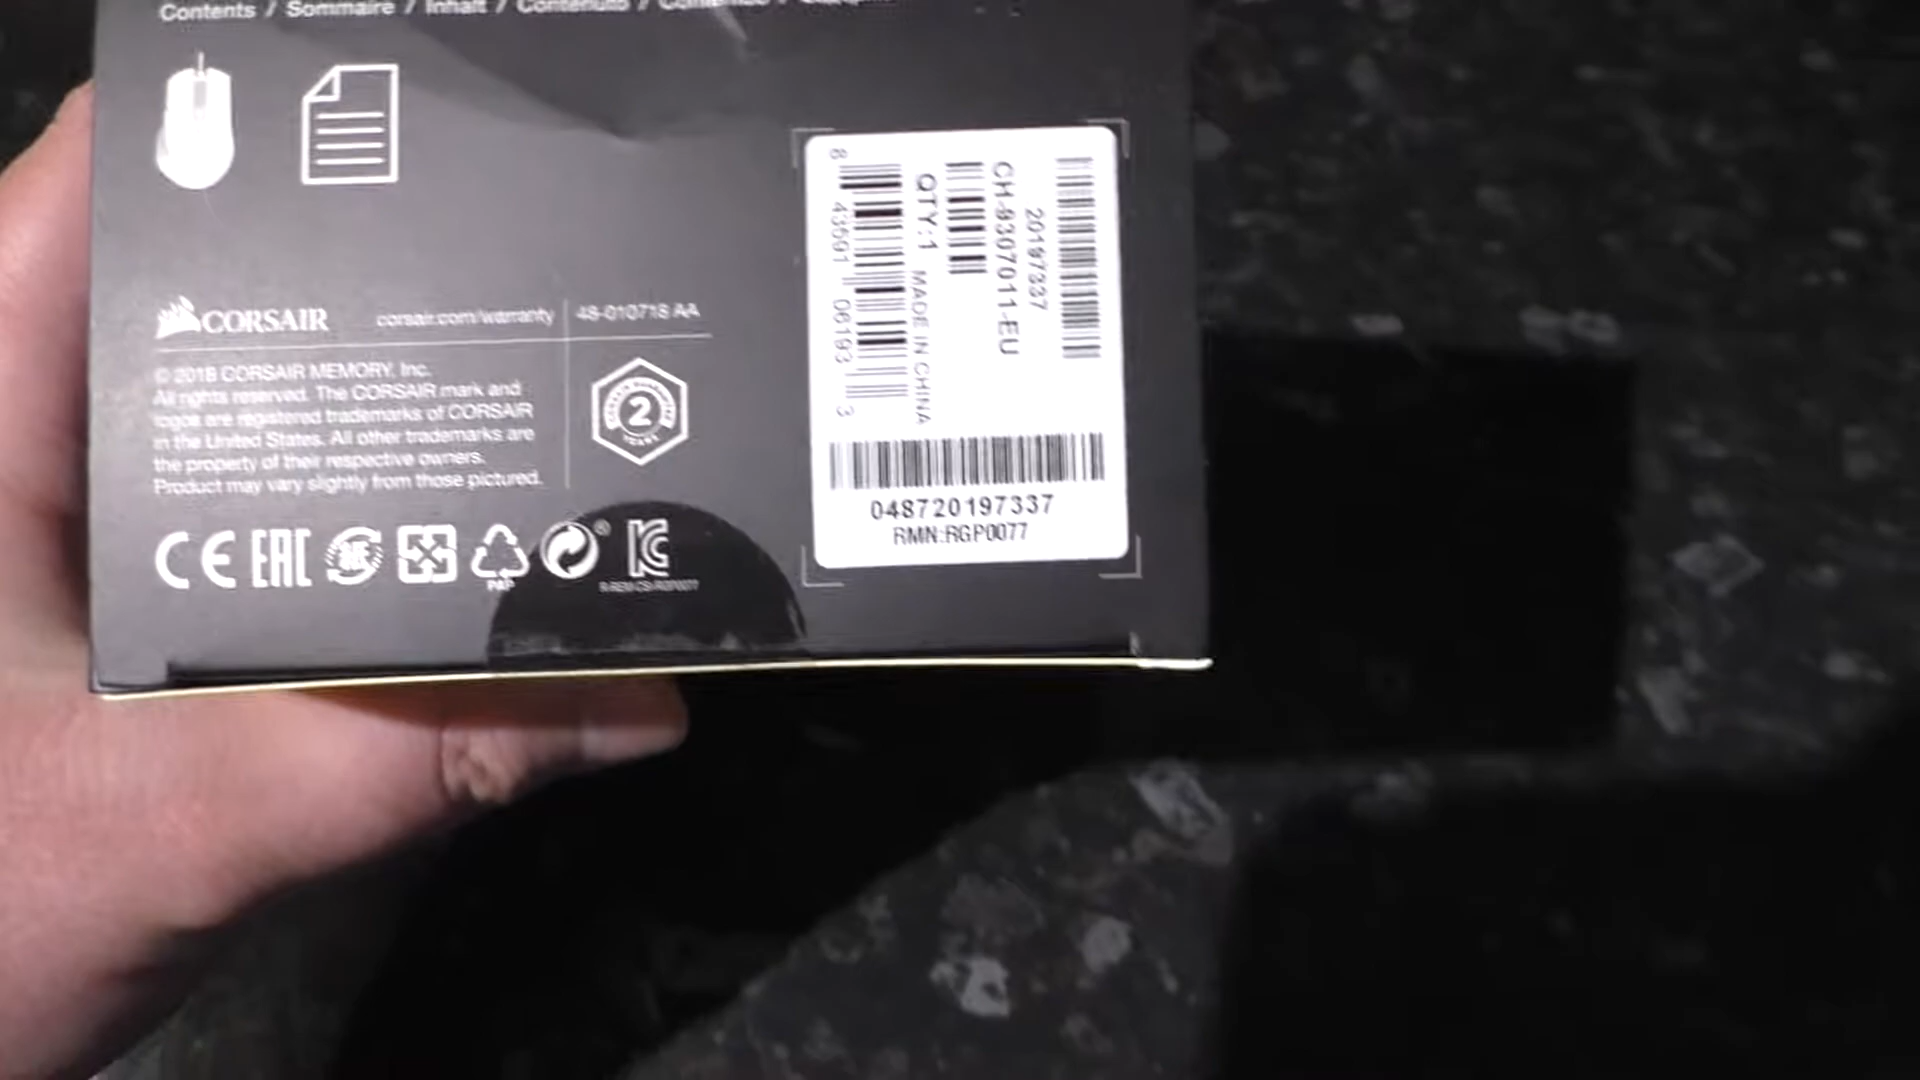 Contents / Sommaire / Inhalt / Contenuto /
CORSAIR
corsair.com/warranty
48-010718 AA
© 2018 CORSAIR MEMORY, Inc.
All rights reserved. The CORSAIR mark and
logos are registered trademarks of CORSAIR
in the United States. All other trademarks are
the property of their respective owners.
Product may vary slightly from those pictured.
2
YEARS
CE EAC
PAP
20197337
CH-9307011-EU
QTY:1 MADE IN CHINA
8 43591 06193 3
048720197337
RMN:RGP0077